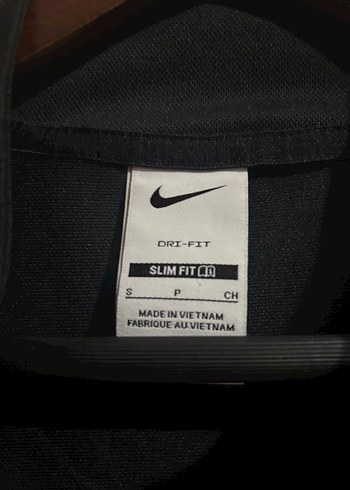 DRI-FIT
SLIM FIT
S P CH
MADE IN VIETNAM
FABRIQUE AU VIETNAM